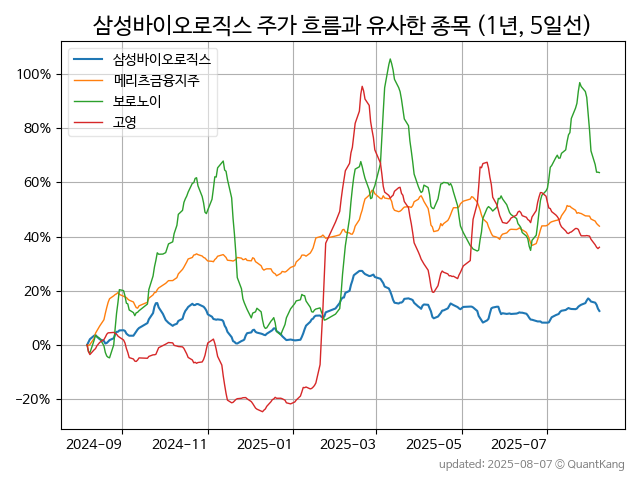 삼성바이오로직스 주가 흐름과 유사한 종목 (1년, 5일선)
삼성바이오로직스
메리츠금융지주
보로노이
고영
100%
80%
60%
40%
20%
0%
−20%
2024-09 2024-11 2025-01 2025-03 2025-05 2025-07
updated: 2025-08-07 © QuantKang